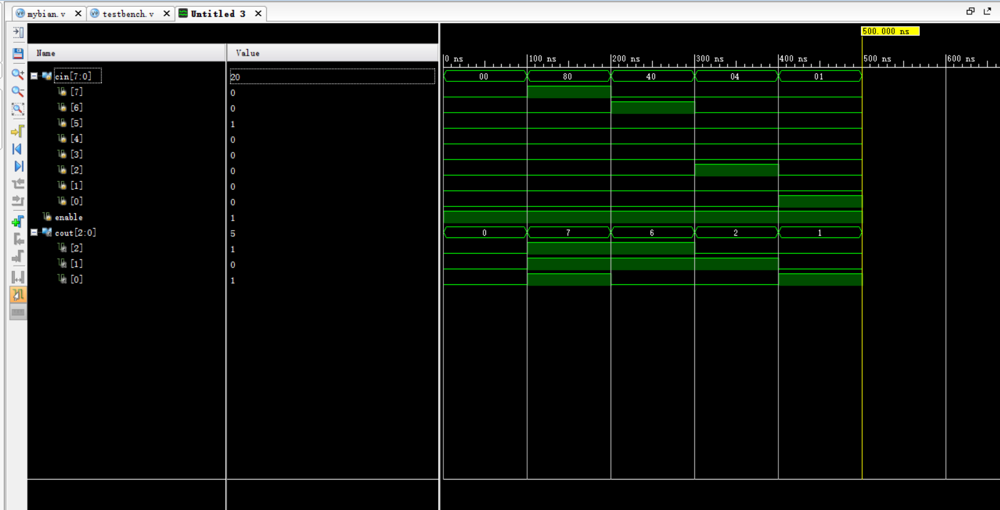 mybian.v X testbench.v X Untitled 3 X
500.000 ns
Name Value
0 ns 100 ns 200 ns 300 ns 400 ns 500 ns 600 ns
cin[7:0] 20 00 80 40 04 01
[7] 0
[6] 0
[5] 1
[4] 0
[3] 0
[2] 0
[1] 0
[0] 0
enable 1
cout[2:0] 5 0 7 6 2 1
[2] 1
[1] 0
[0] 1